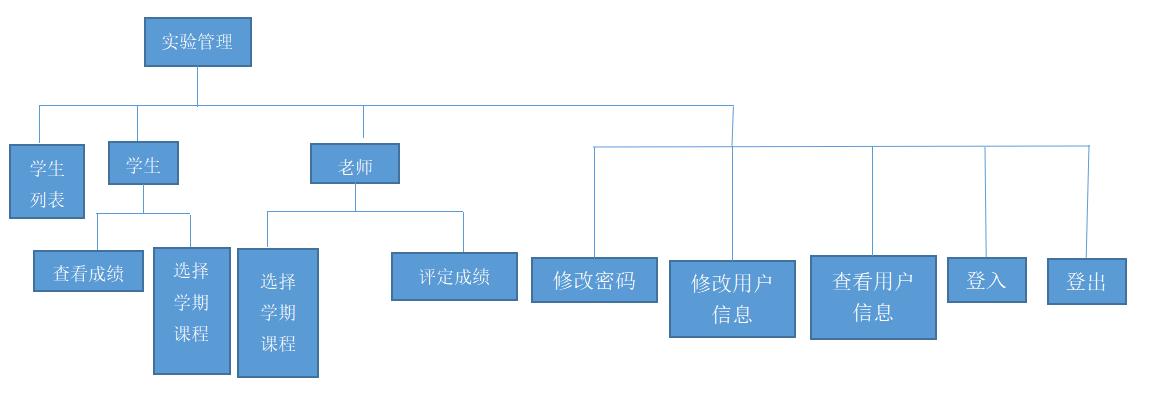 实验管理
学生
列表
学生
老师
查看成绩
选择
学期
课程
选择
学期
课程
评定成绩
修改密码
修改用户
信息
查看用户
信息
登入
登出